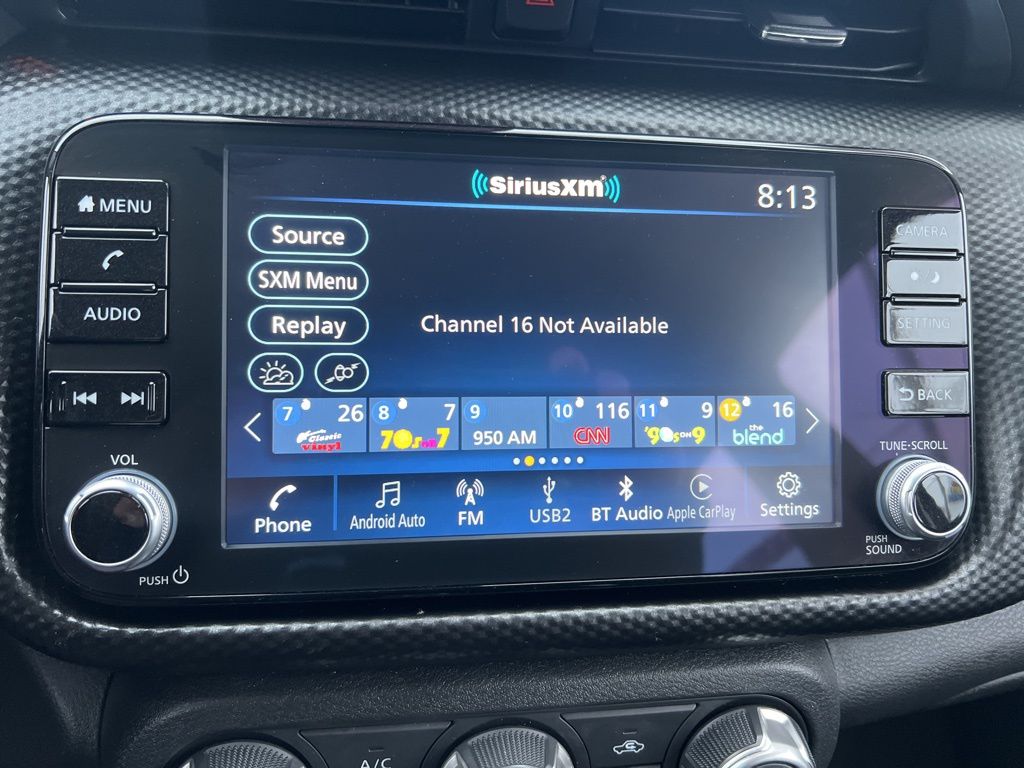 SiriusXM
8:13
MENU
AUDIO
CAMERA
SETTING
BACK
Source
SXM Menu
Replay
Channel 16 Not Available
7 26 8 7 9 10 116 11 9 12 16
Classic vinyl 70s on 7 950 AM CNN '90s on 9 the blend
VOL
TUNE-SCROLL
Phone Android Auto FM USB2 BT Audio Apple CarPlay Settings
PUSH
PUSH SOUND
A/C